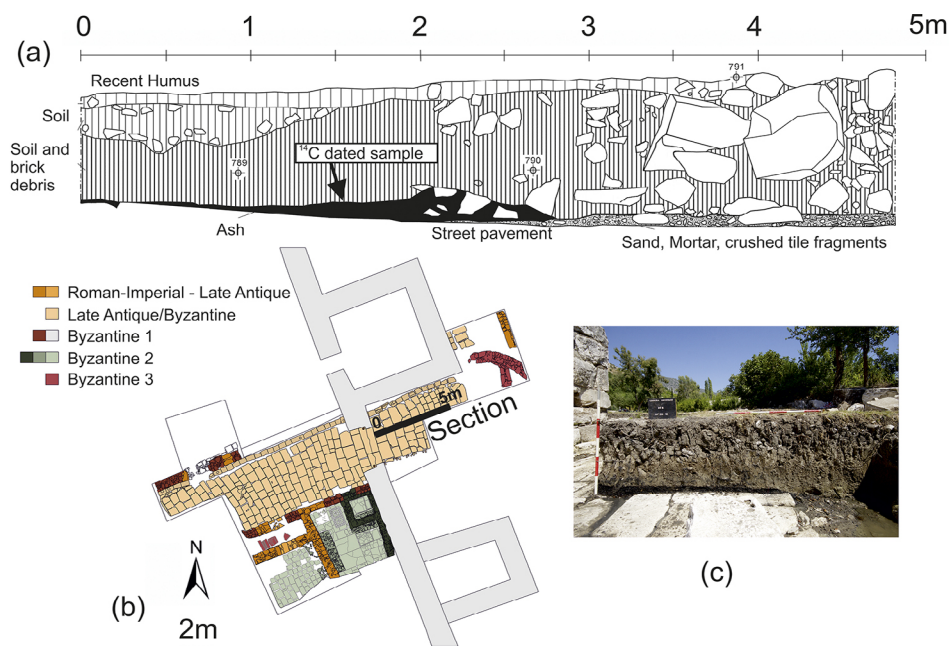 0 1 2 3 4 5m
(a)
791
Recent Humus
Soil
Soil and
brick
debris
14C dated sample
789
790
Ash
Street pavement
Sand, Mortar, crushed tile fragments
Roman-Imperial - Late Antique
Late Antique/Byzantine
Byzantine 1
Byzantine 2
Byzantine 3
0
5m
Section
N
2m
(b)
(c)